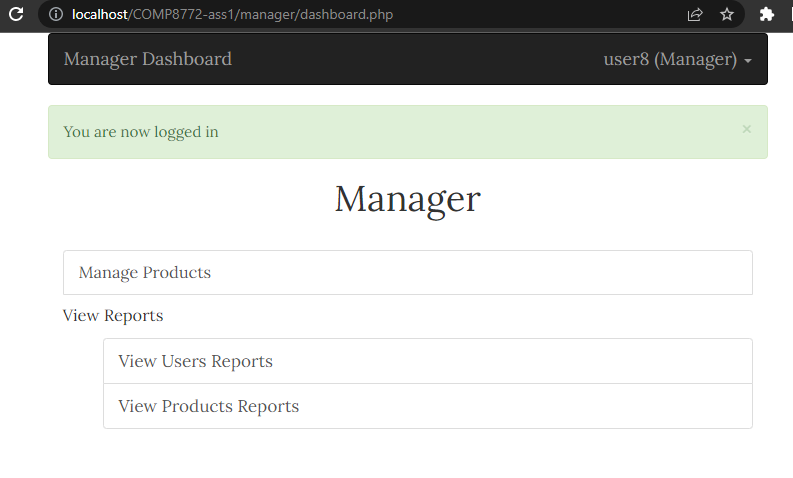 localhost/COMP8772-ass1/manager/dashboard.php
Manager Dashboard user8 (Manager)
You are now logged in ×
Manager
Manage Products
View Reports
View Users Reports
View Products Reports